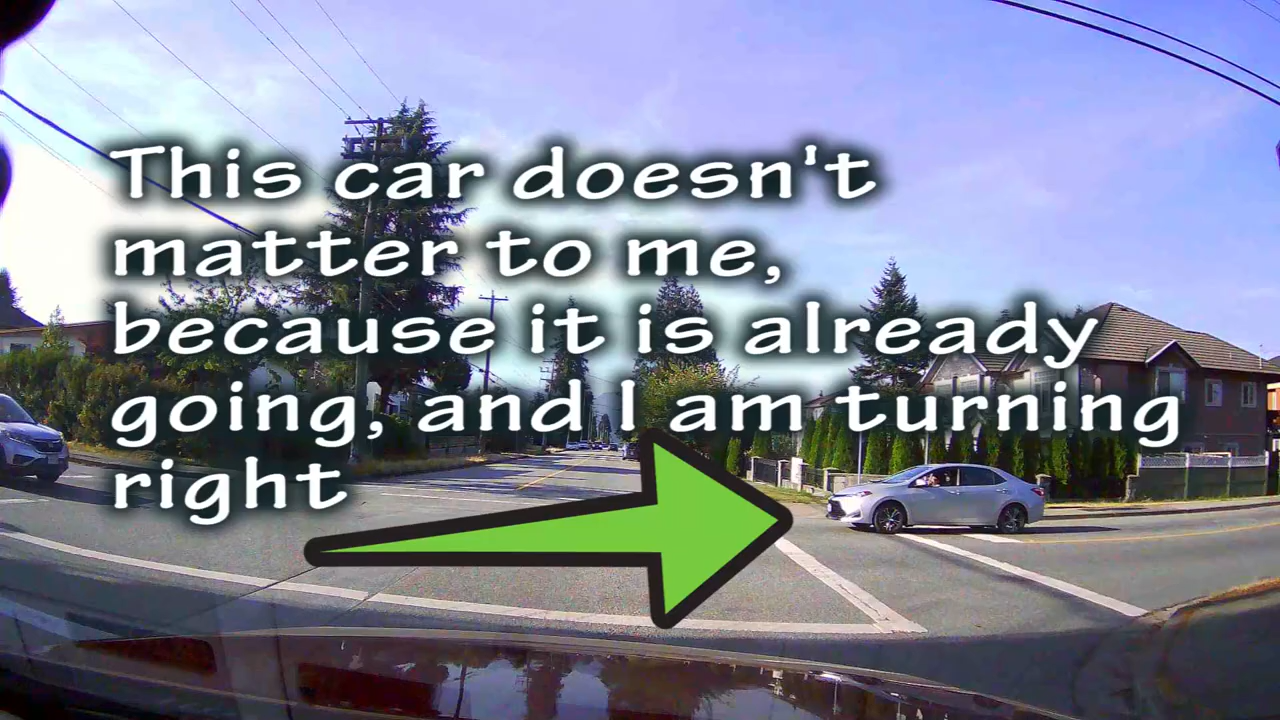 This car doesn't
matter to me,
because it is already
going, and I am turning
right